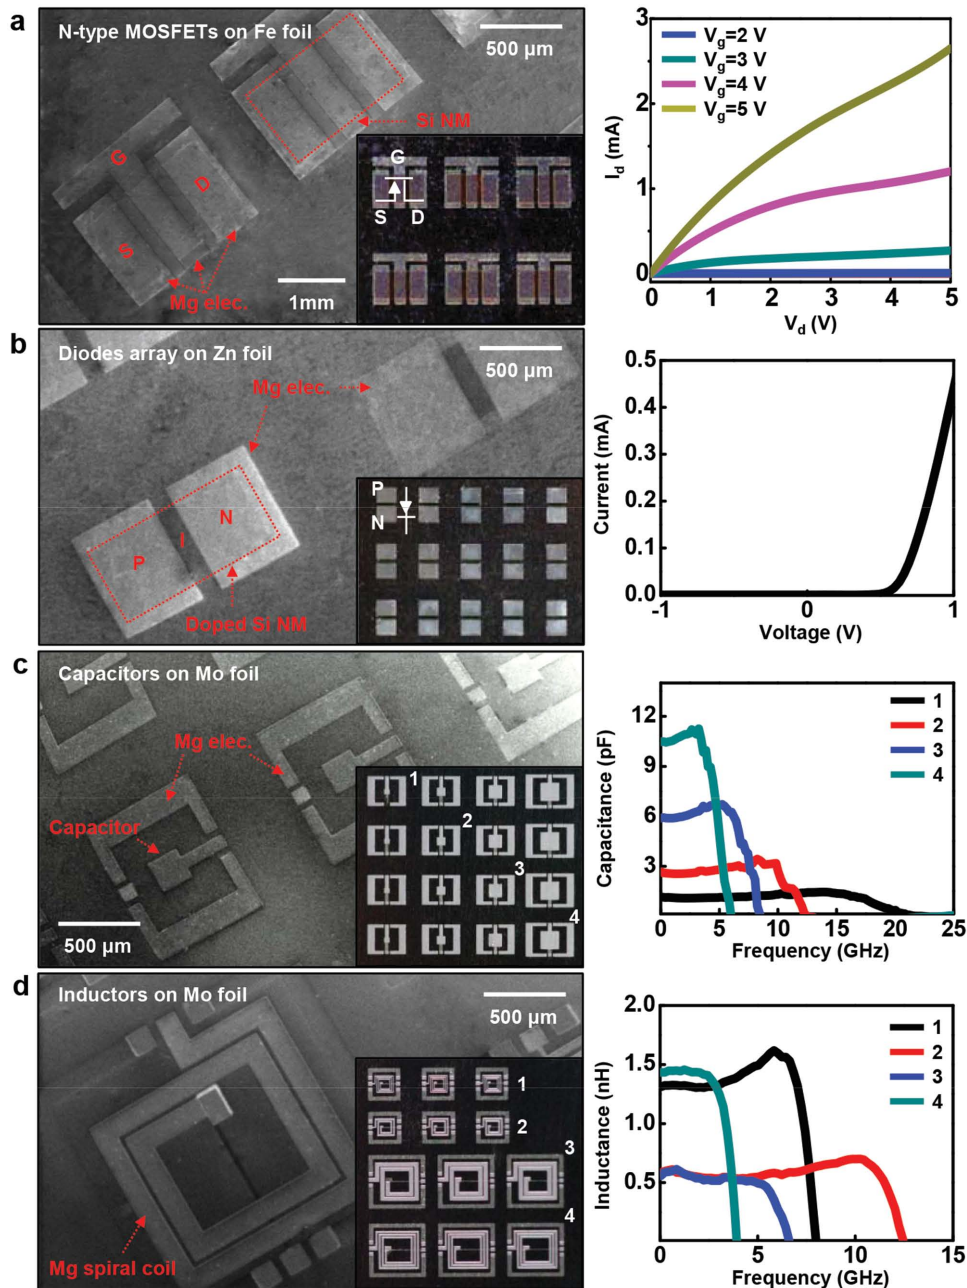 a
N-type MOSFETs on Fe foil
500 µm
Si NM
G
D
S
Mg elec.
1mm
G
S D
V_g=2 V
V_g=3 V
V_g=4 V
V_g=5 V
I_d (mA)
3
2
1
0
0 1 2 3 4 5
V_d (V)
b
Diodes array on Zn foil
500 µm
Mg elec.
N
I
P
Doped Si NM
P
N
Current (mA)
0.5
0.4
0.3
0.2
0.1
0.0
-1 0 1
Voltage (V)
c
Capacitors on Mo foil
Mg elec.
Capacitor
500 µm
1
2
3
4
Capacitance (pF)
12
9
6
3
1
2
3
4
0 5 10 15 20 25
Frequency (GHz)
d
Inductors on Mo foil
500 µm
Mg spiral coil
1
2
3
4
Inductance (nH)
2.0
1.5
1.0
0.5
1
2
3
4
0 5 10 15
Frequency (GHz)